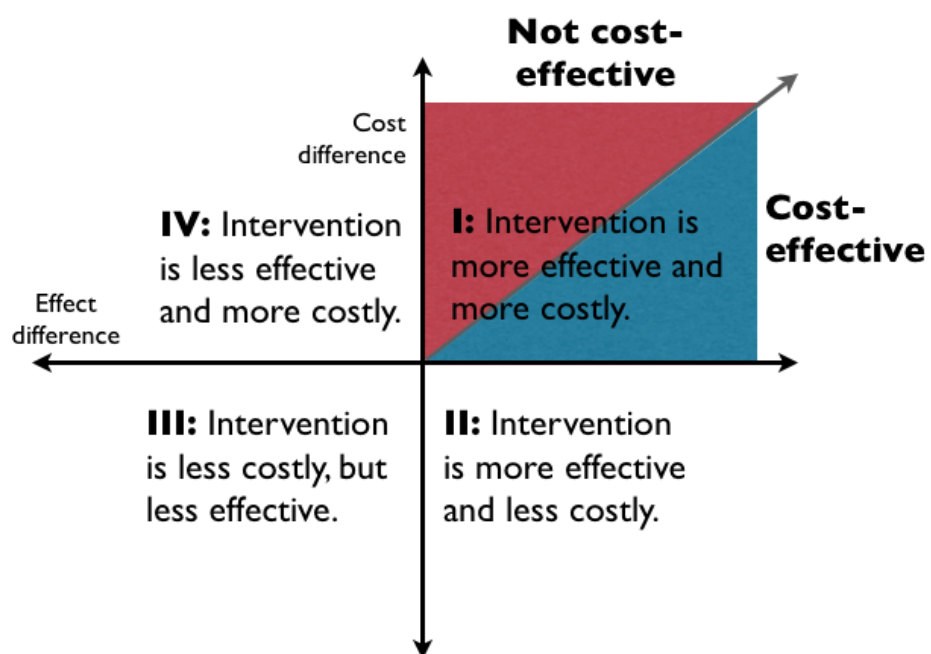 Not cost-
effective
Cost
difference
IV: Intervention
is less effective
and more costly.
I: Intervention is
more effective and
more costly.
Cost-
effective
Effect
difference
III: Intervention
is less costly, but
less effective.
II: Intervention
is more effective
and less costly.